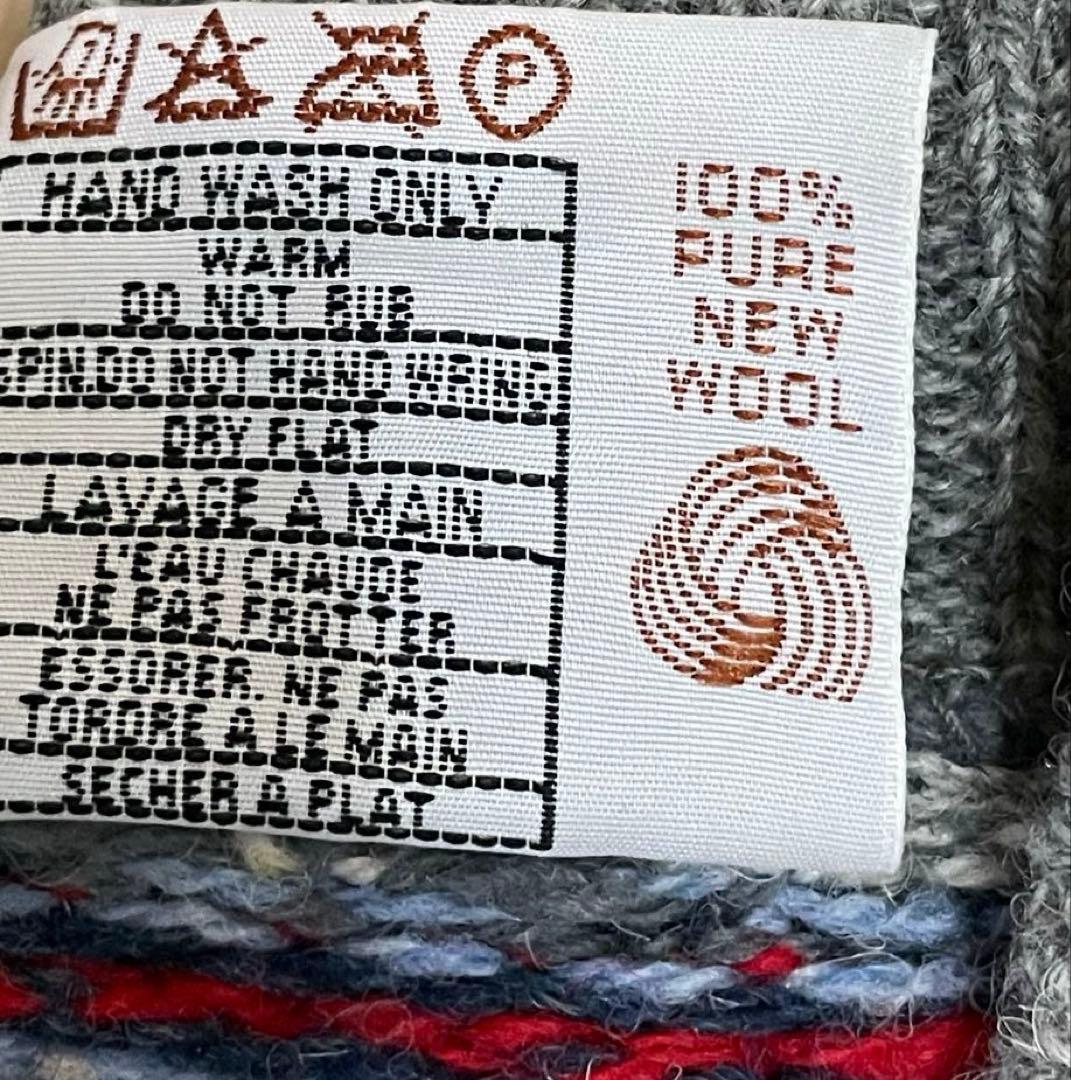 P
HAND WASH ONLY
WARM
DO NOT RUB
SPIN.DO NOT HAND WRING
DRY FLAT
LAVAGE A MAIN
L'EAU CHAUDE
NE PAS FROTTER
ESSORER. NE PAS
TORDRE A LE MAIN
SECHER A PLAT
100%
PURE
NEW
WOOL